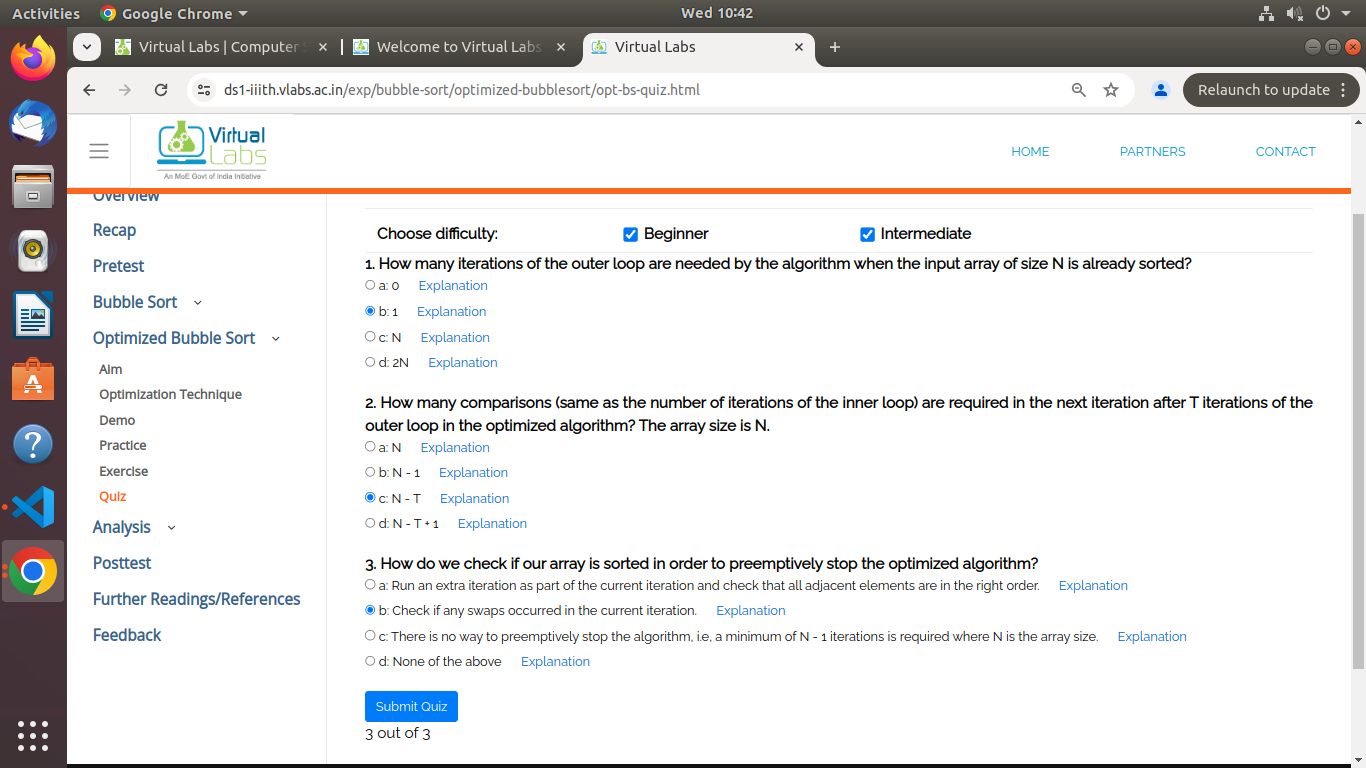 Activities
Google Chrome
Wed 10:42
Virtual Labs | Computer
Welcome to Virtual Labs
Virtual Labs
ds1-iiith.vlabs.ac.in/exp/bubble-sort/optimized-bubblesort/opt-bs-quiz.html
Relaunch to update
Virtual
Labs
An MoE Govt of India Initiative
HOME
PARTNERS
CONTACT
Overview
Recap
Pretest
Bubble Sort
Optimized Bubble Sort
Aim
Optimization Technique
Demo
Practice
Exercise
Quiz
Analysis
Posttest
Further Readings/References
Feedback
Choose difficulty: Beginner Intermediate
1. How many iterations of the outer loop are needed by the algorithm when the input array of size N is already sorted?
a: 0 Explanation
b: 1 Explanation
c: N Explanation
d: 2N Explanation
2. How many comparisons (same as the number of iterations of the inner loop) are required in the next iteration after T iterations of the
outer loop in the optimized algorithm? The array size is N.
a: N Explanation
b: N - 1 Explanation
c: N - T Explanation
d: N - T + 1 Explanation
3. How do we check if our array is sorted in order to preemptively stop the optimized algorithm?
a: Run an extra iteration as part of the current iteration and check that all adjacent elements are in the right order. Explanation
b: Check if any swaps occurred in the current iteration. Explanation
c: There is no way to preemptively stop the algorithm, i.e, a minimum of N - 1 iterations is required where N is the array size. Explanation
d: None of the above Explanation
Submit Quiz
3 out of 3